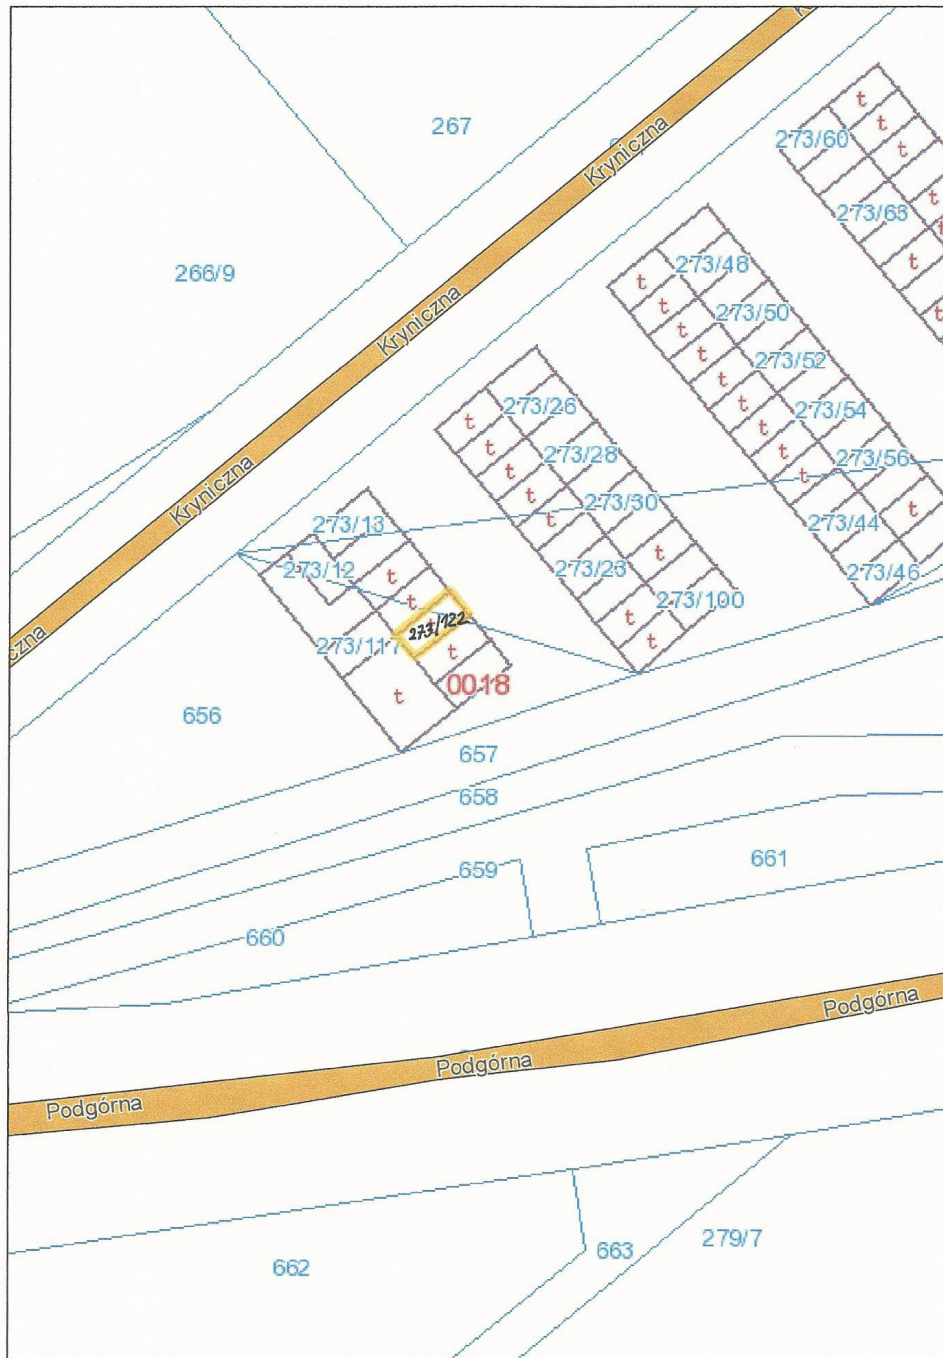 267
273/60
Kryniczna
t
t
t
273/63
t
t
t
t
273/48
266/9
t
273/50
Kryniczna
t
t
273/52
t
t
273/54
273/26
t
t
t
273/56
273/28
t
t
t
Kryniczna
t
273/30
t
t
273/44
t
273/13
t
273/12
t
273/23
273/46
t
273/100
t
273/122
t
t
273/117
t
t
0018
t
656
657
658
659
661
660
Podgórna
Podgórna
Podgórna
662
663
279/7